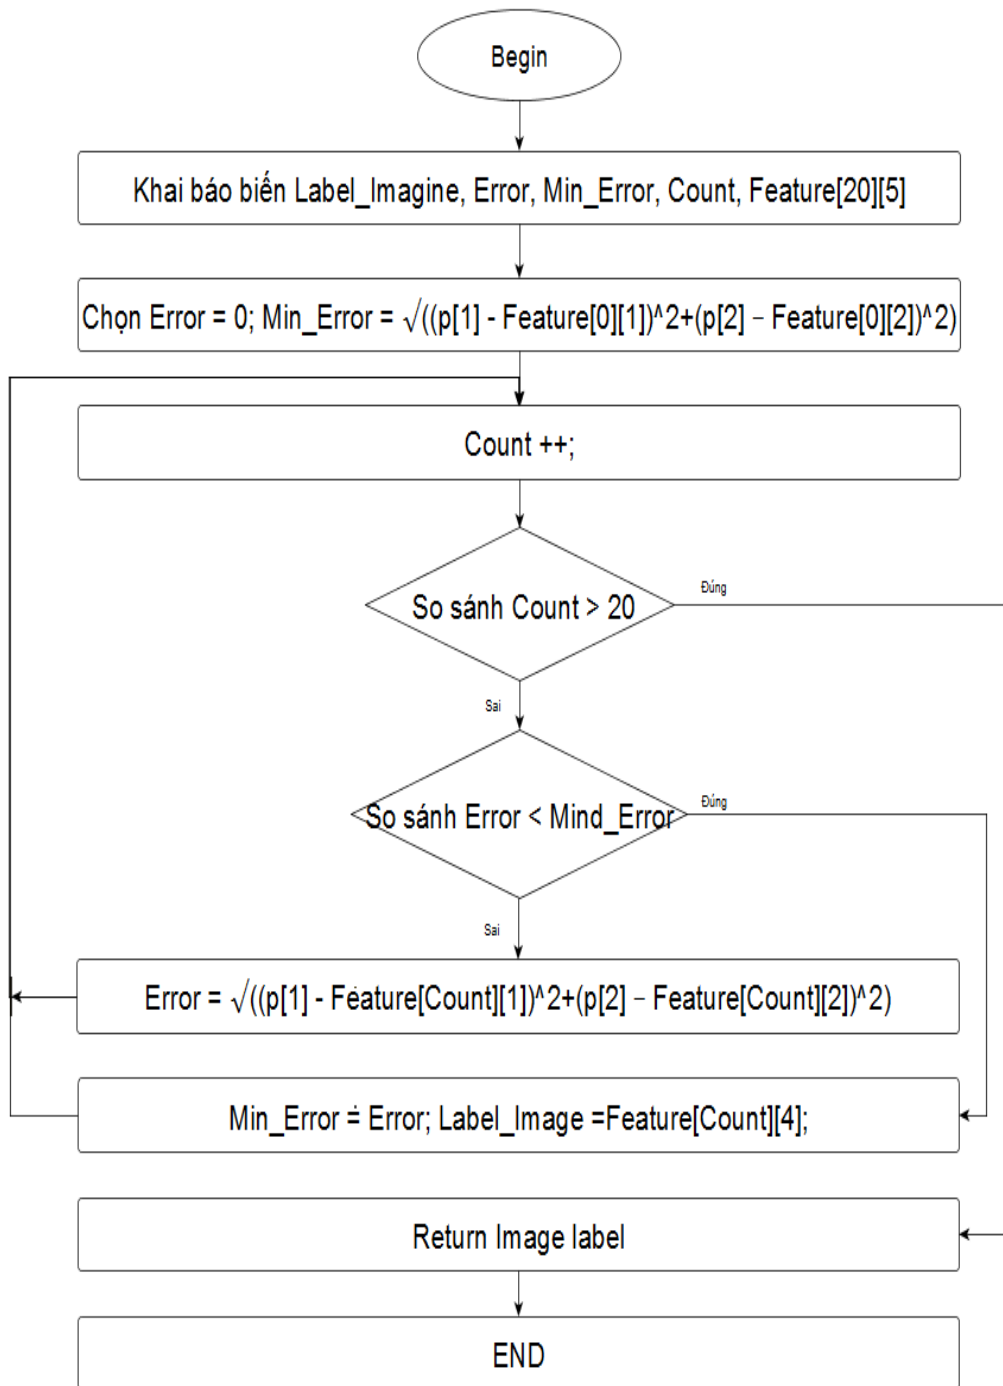 Begin
Khai báo biến Label_Imagine, Error, Min_Error, Count, Feature[20][5]
Chọn Error = 0; Min_Error = √((p[1] - Feature[0][1])^2+(p[2] – Feature[0][2])^2)
Count ++;
So sánh Count > 20
Đúng
Sai
So sánh Error < Mind_Error
Đúng
Sai
Error = √((p[1] - Feature[Count][1])^2+(p[2] – Feature[Count][2])^2)
Min_Error = Error; Label_Image =Feature[Count][4];
Return Image label
END